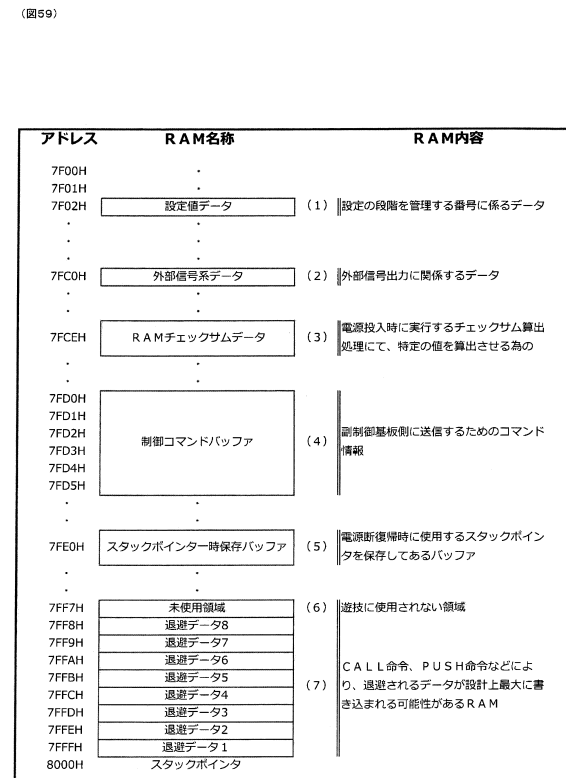 （図59）
アドレス　ＲＡＭ名称　ＲＡＭ内容
7F00H　・
7F01H　・
7F02H　設定値データ　（１）　設定の段階を管理する番号に係るデータ
・　・
・　・
・　・
7FC0H　外部信号系データ　（２）　外部信号出力に関係するデータ
・　・
・　・
7FCEH　ＲＡＭチェックサムデータ　（３）　電源投入時に実行するチェックサム算出
処理にて、特定の値を算出させる為の
・　・
・　・
7FD0H
7FD1H
7FD2H　制御コマンドバッファ　（４）　副制御基板側に送信するためのコマンド
7FD3H　情報
7FD4H
7FD5H
・　・
・　・
7FE0H　スタックポインター時保存バッファ　（５）　電源断復帰時に使用するスタックポイン
タを保存してあるバッファ
・　・
・　・
7FF7H　未使用領域　（６）　遊技に使用されない領域
7FF8H　退避データ8
7FF9H　退避データ7
7FFAH　退避データ6　ＣＡＬＬ命令、ＰＵＳＨ命令などによ
7FFBH　退避データ5　（７）　り、退避されるデータが設計上最大に書
7FFCH　退避データ4　き込まれる可能性があるＲＡＭ
7FFDH　退避データ3
7FFEH　退避データ2
7FFFH　退避データ１
8000H　スタックポインタ